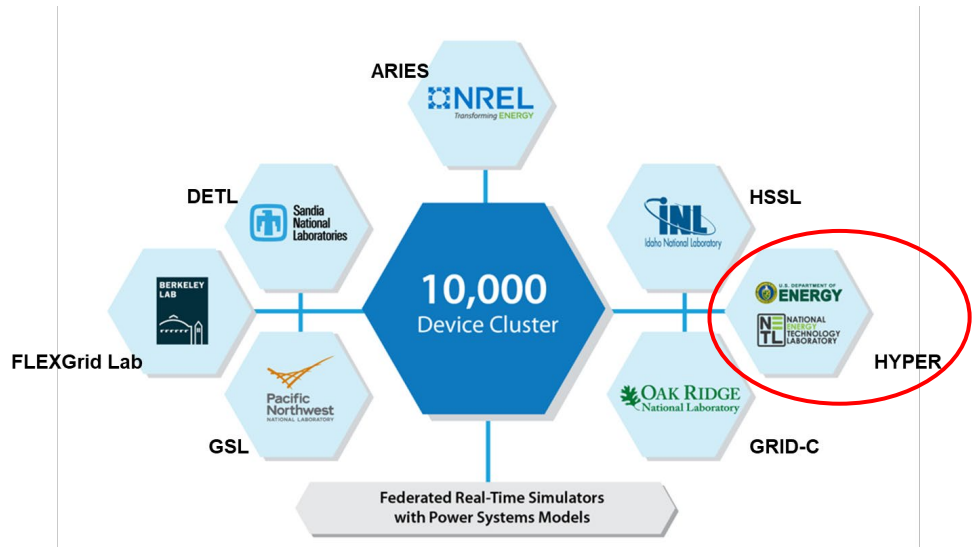 ARIES
NREL
Transforming ENERGY
DETL
Sandia
National
Laboratories
INL
Idaho National Laboratory
HSSL
BERKELEY
LAB
FLEXGrid Lab
10,000
Device Cluster
U.S. DEPARTMENT OF
ENERGY
NETL
NATIONAL
ENERGY
TECHNOLOGY
LABORATORY
HYPER
Pacific
Northwest
NATIONAL LABORATORY
GSL
OAK RIDGE
National Laboratory
GRID-C
Federated Real-Time Simulators
with Power Systems Models